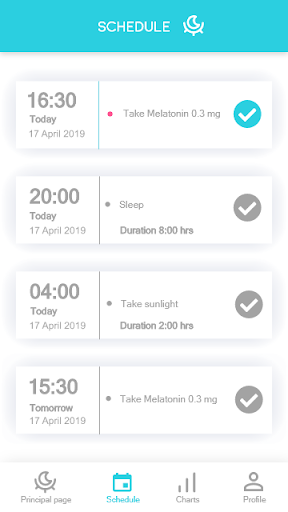 SCHEDULE
16:30
Today
17 April 2019
Take Melatonin 0.3 mg
20:00
Today
17 April 2019
Sleep
Duration 8:00 hrs
04:00
Today
17 April 2019
Take sunlight
Duration 2:00 hrs
15:30
Tomorrow
17 April 2019
Take Melatonin 0.3 mg
Principal page
Schedule
Charts
Profile